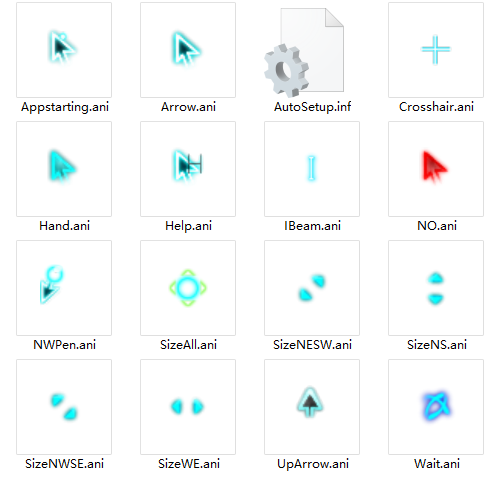 Appstarting.ani
Arrow.ani
AutoSetup.inf
Crosshair.ani
Hand.ani
Help.ani
IBeam.ani
NO.ani
NWPen.ani
SizeAll.ani
SizeNESW.ani
SizeNS.ani
SizeNWSE.ani
SizeWE.ani
UpArrow.ani
Wait.ani